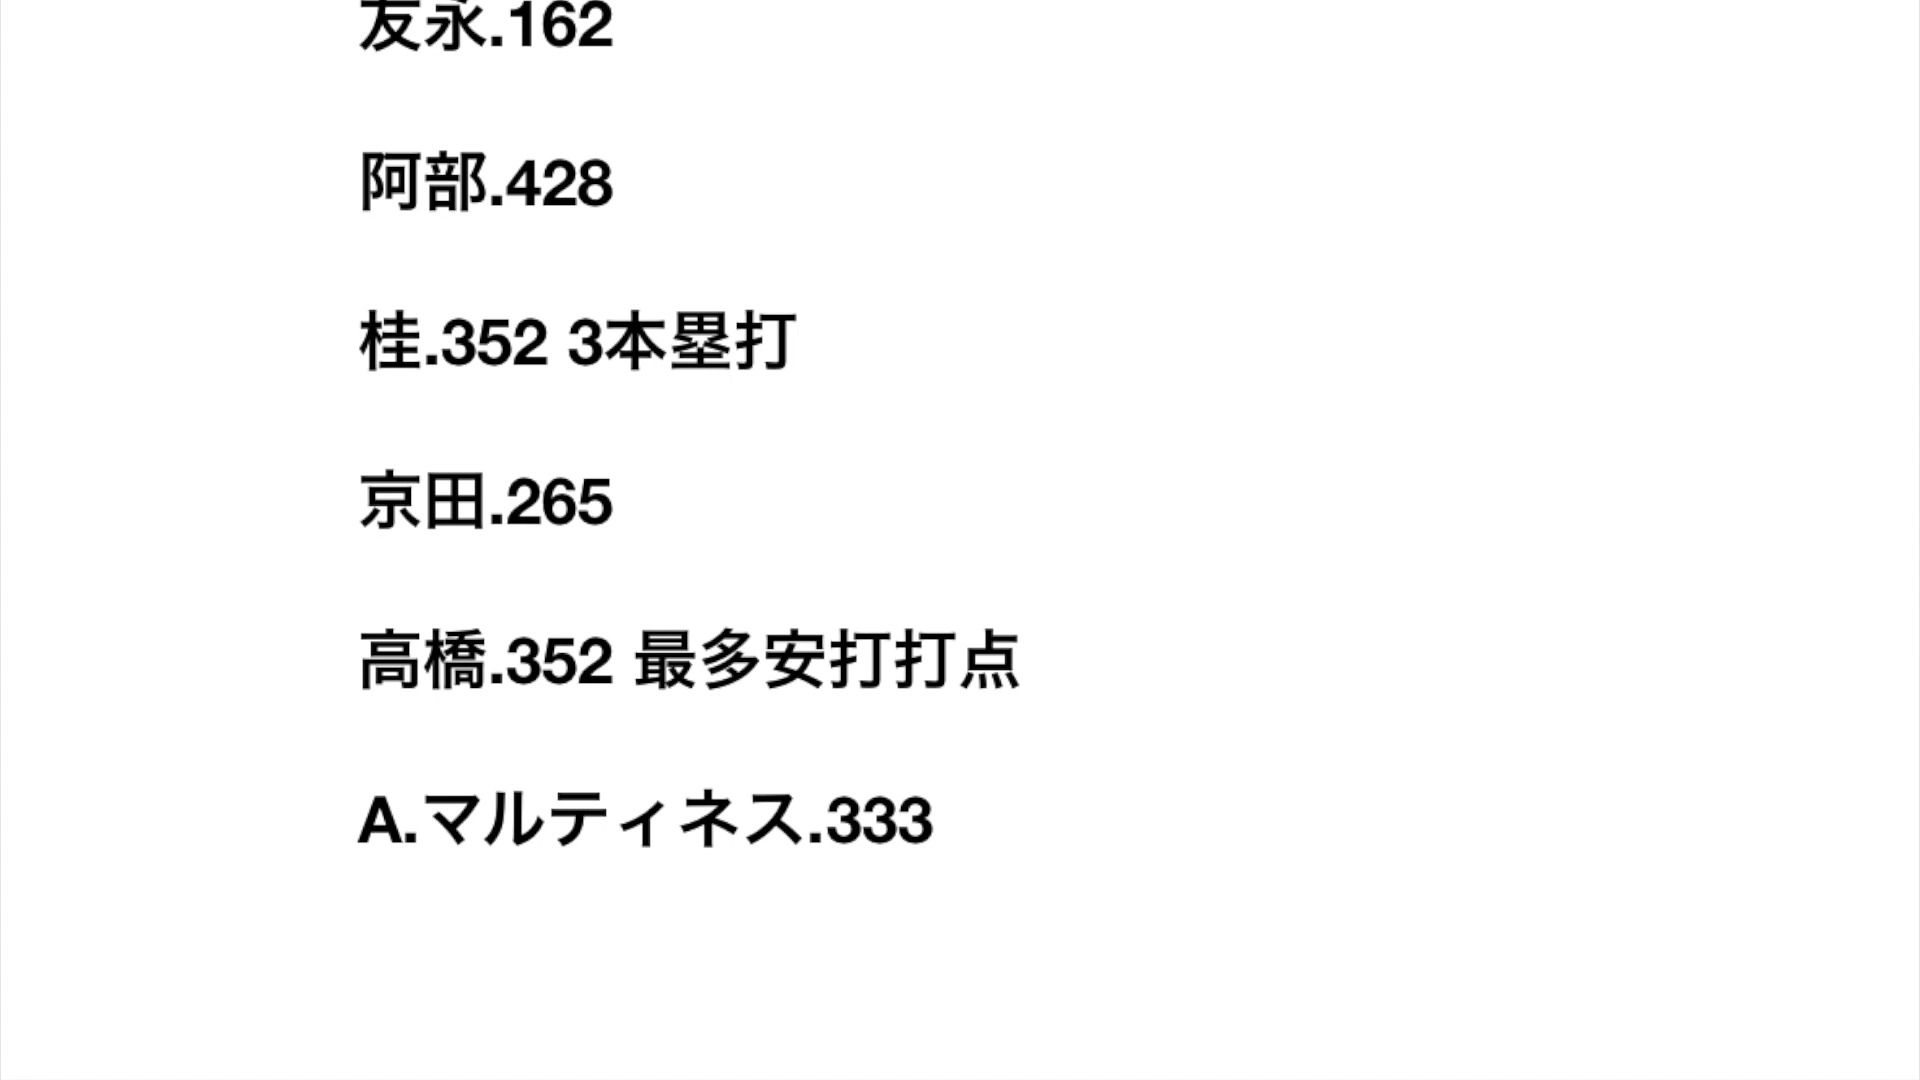 友永.162
阿部.428
桂.352 3本塁打
京田.265
高橋.352 最多安打打点
A.マルティネス.333